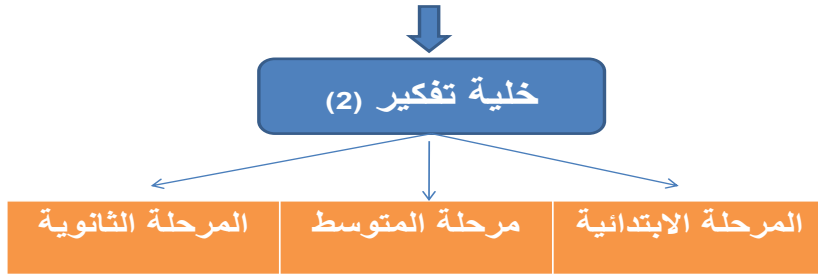 خلية تفكير (2)
المرحلة الابتدائية
مرحلة المتوسط
المرحلة الثانوية